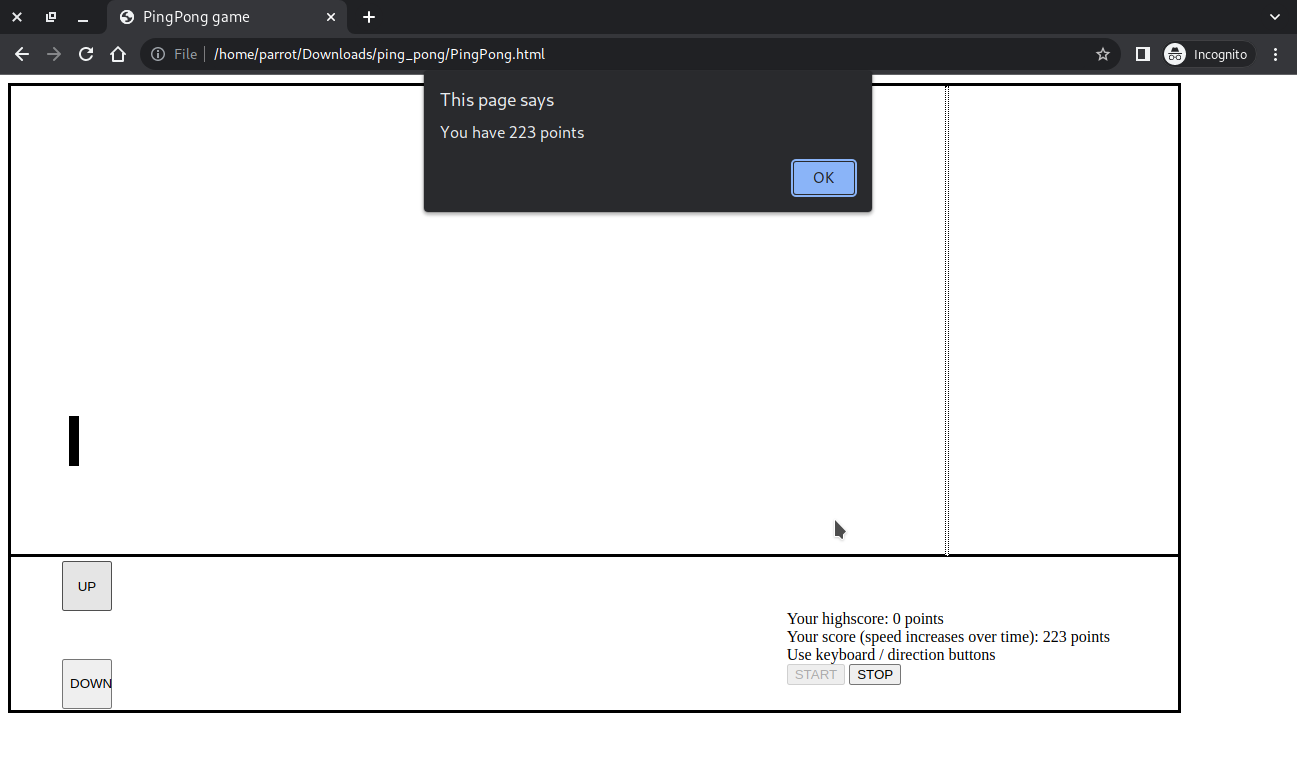 PingPong game
File
/home/parrot/Downloads/ping_pong/PingPong.html
Incognito
This page says
You have 223 points
OK
UP
DOWN
Your highscore: 0 points
Your score (speed increases over time): 223 points
Use keyboard / direction buttons
START STOP